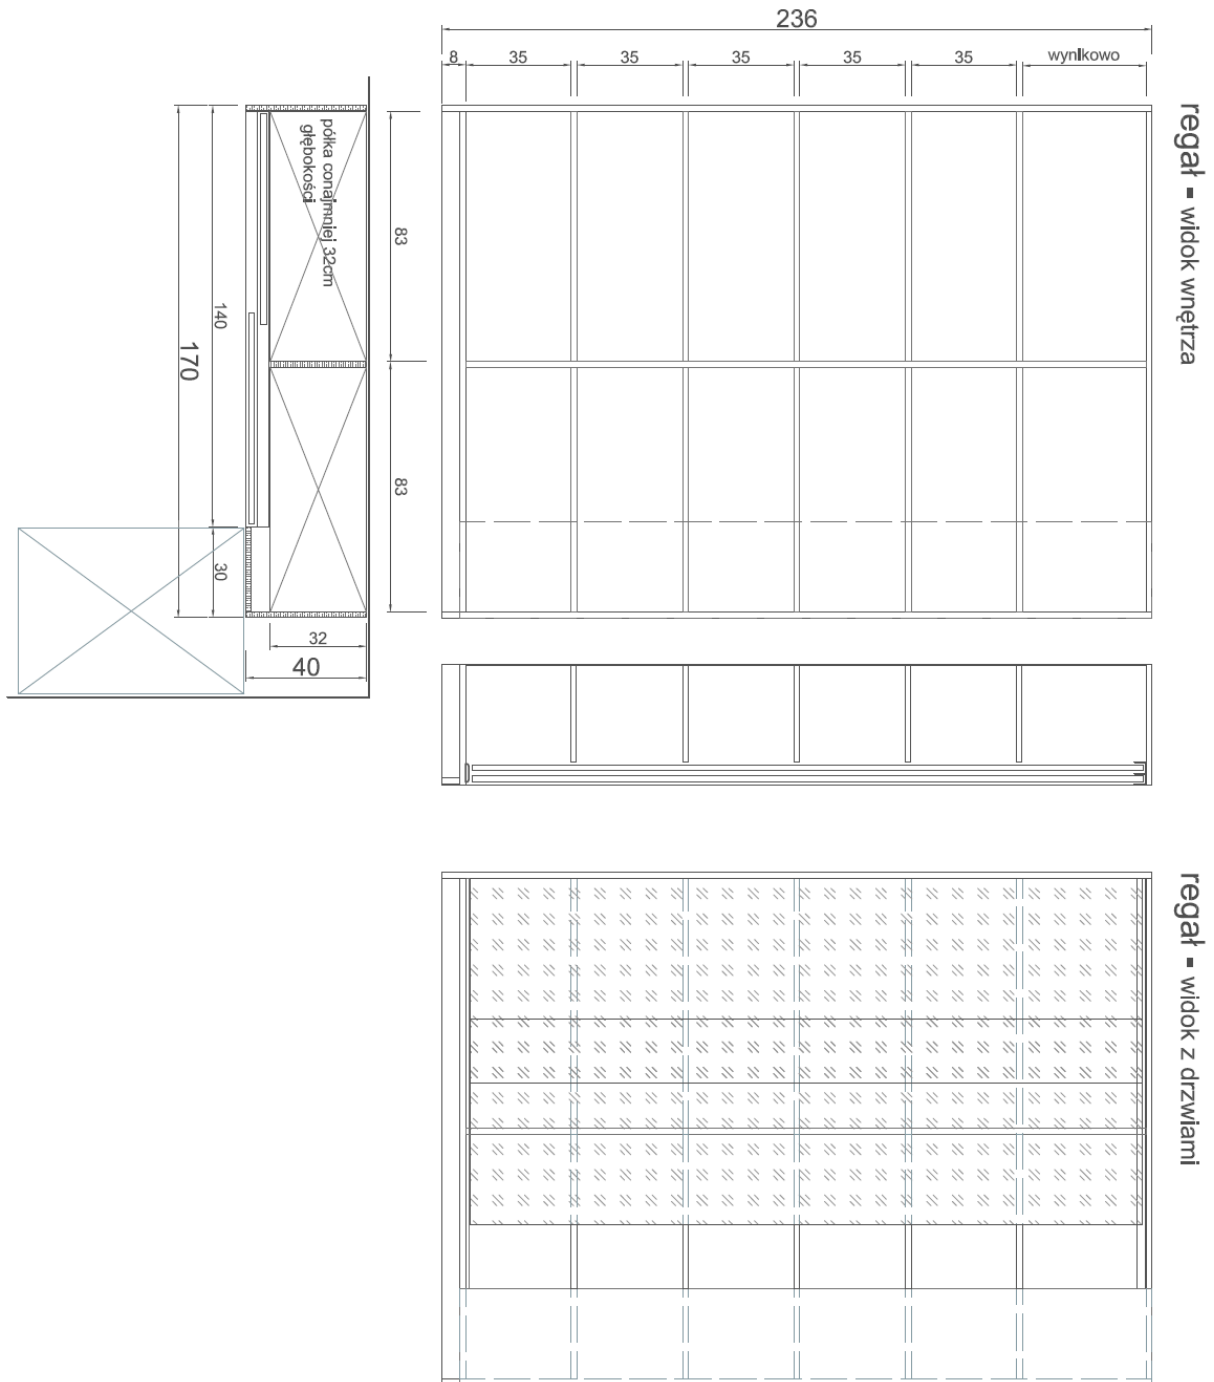 236
8
35
35
35
35
35
wynikowo
regał - widok wnętrza
półka conajmniej 32cm
głębokości
83
83
140
170
30
32
40
regał - widok z drzwiami